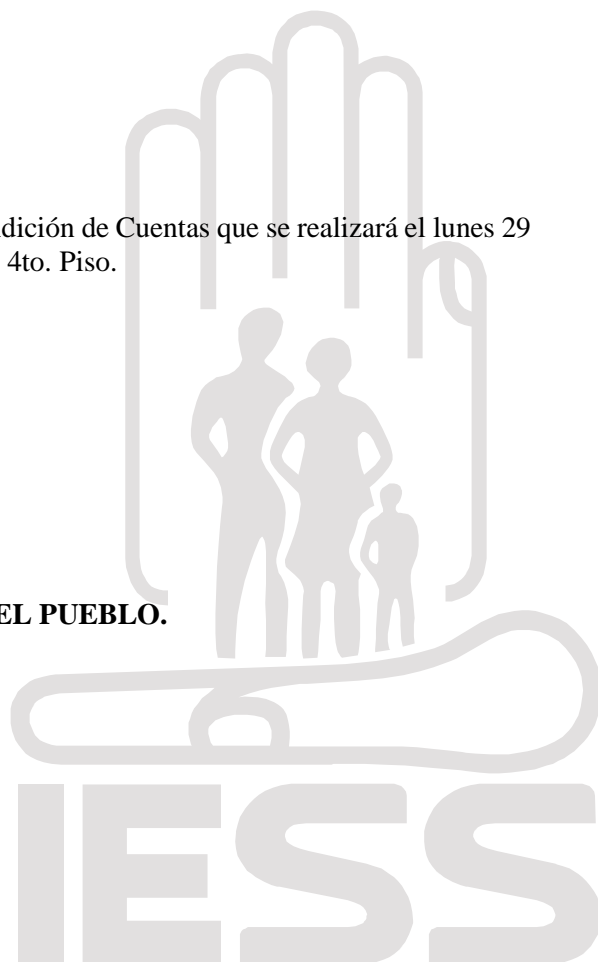 dición de Cuentas que se realizará el lunes 29
4to. Piso.
EL PUEBLO.
IESS